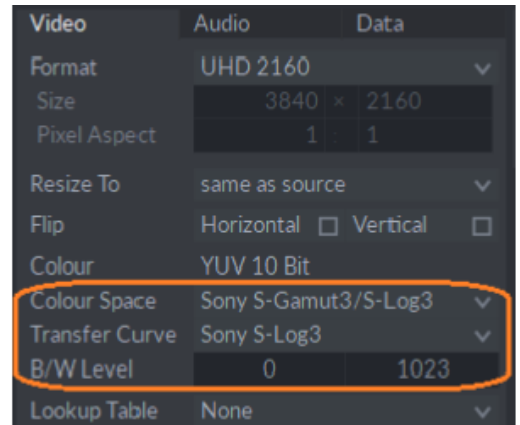 Video Audio Data
Format UHD 2160
Size 3840 × 2160
Pixel Aspect 1 : 1
Resize To same as source
Flip Horizontal Vertical
Colour YUV 10 Bit
Colour Space Sony S-Gamut3/S-Log3
Transfer Curve Sony S-Log3
B/W Level 0 1023
Lookup Table None